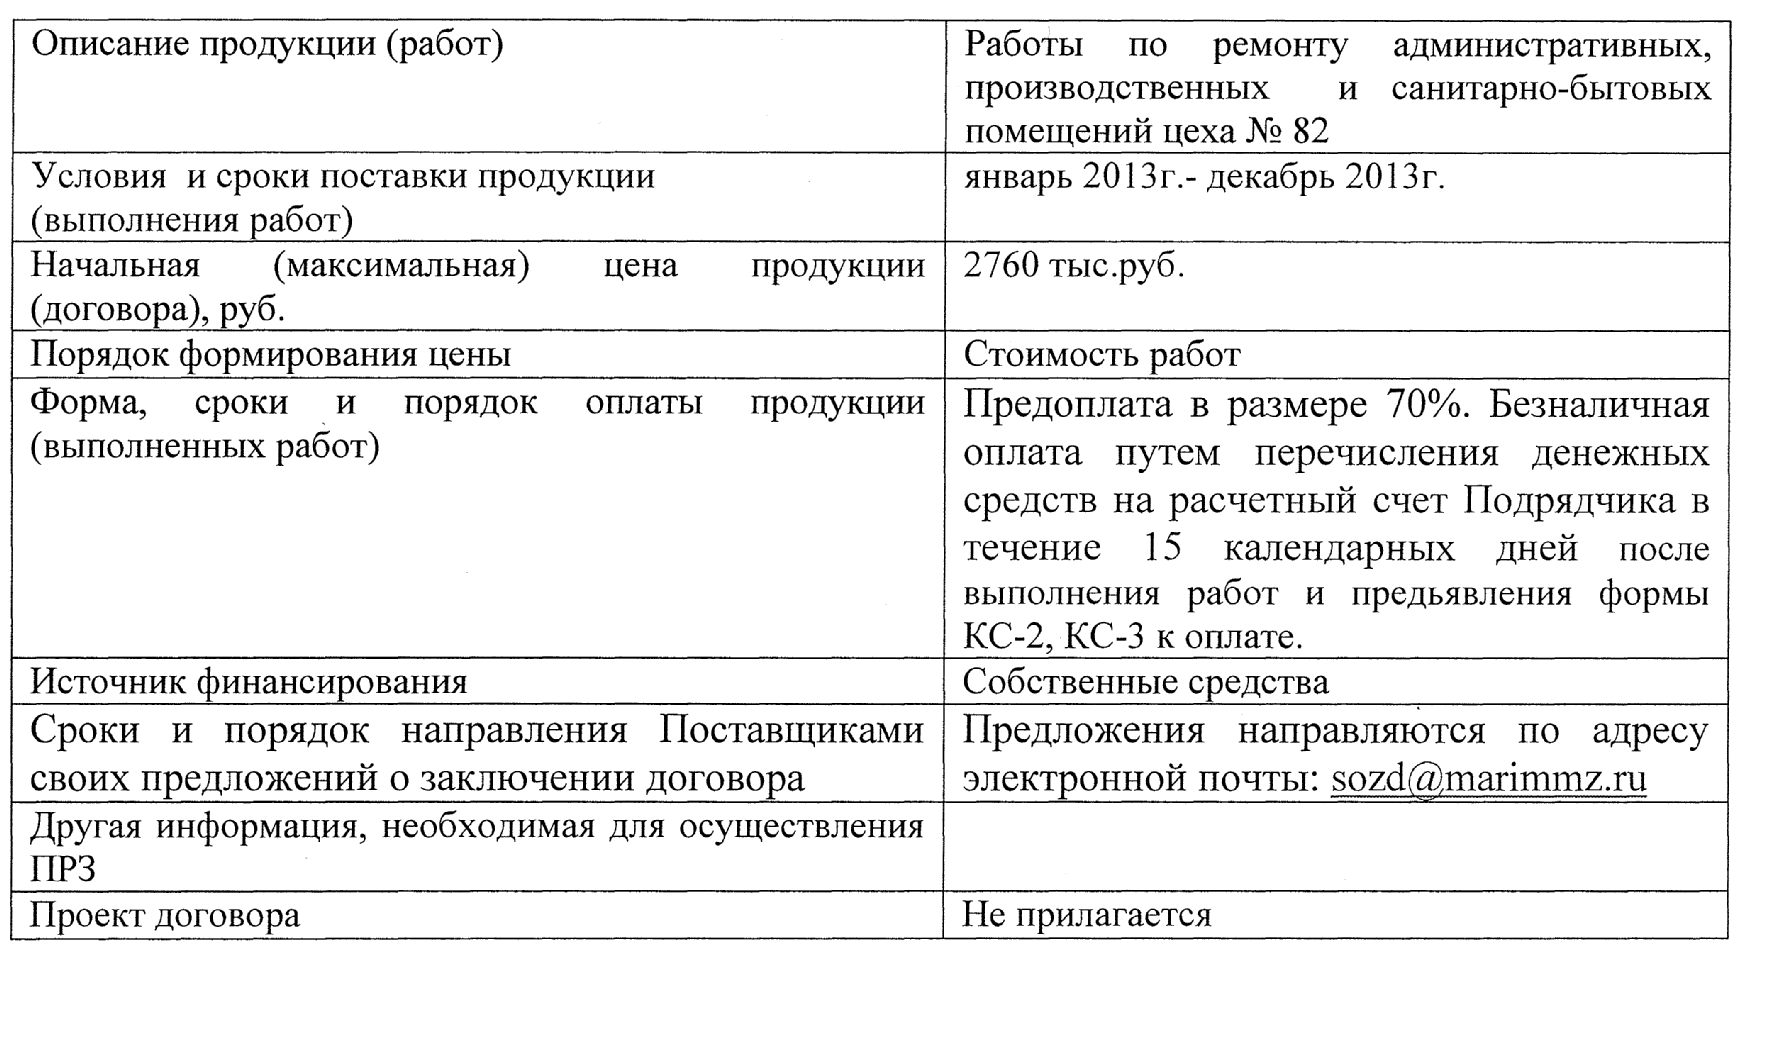 Описание продукции (работ)
Работы по ремонту административных,
производственных и санитарно-бытовых
помещений цеха № 82
Условия и сроки поставки продукции
(выполнения работ)
январь 2013г.- декабрь 2013г.
Начальная (максимальная) цена продукции
(договора), руб.
2760 тыс.руб.
Порядок формирования цены
Стоимость работ
Форма, сроки и порядок оплаты продукции
(выполненных работ)
Предоплата в размере 70%. Безналичная
оплата путем перечисления денежных
средств на расчетный счет Подрядчика в
течение 15 календарных дней после
выполнения работ и предьявления формы
КС-2, КС-3 к оплате.
Источник финансирования
Собственные средства
Сроки и порядок направления Поставщиками
своих предложений о заключении договора
Предложения направляются по адресу
электронной почты: sozd@marimmz.ru
Другая информация, необходимая для осуществления
ПРЗ
Проект договора
Не прилагается